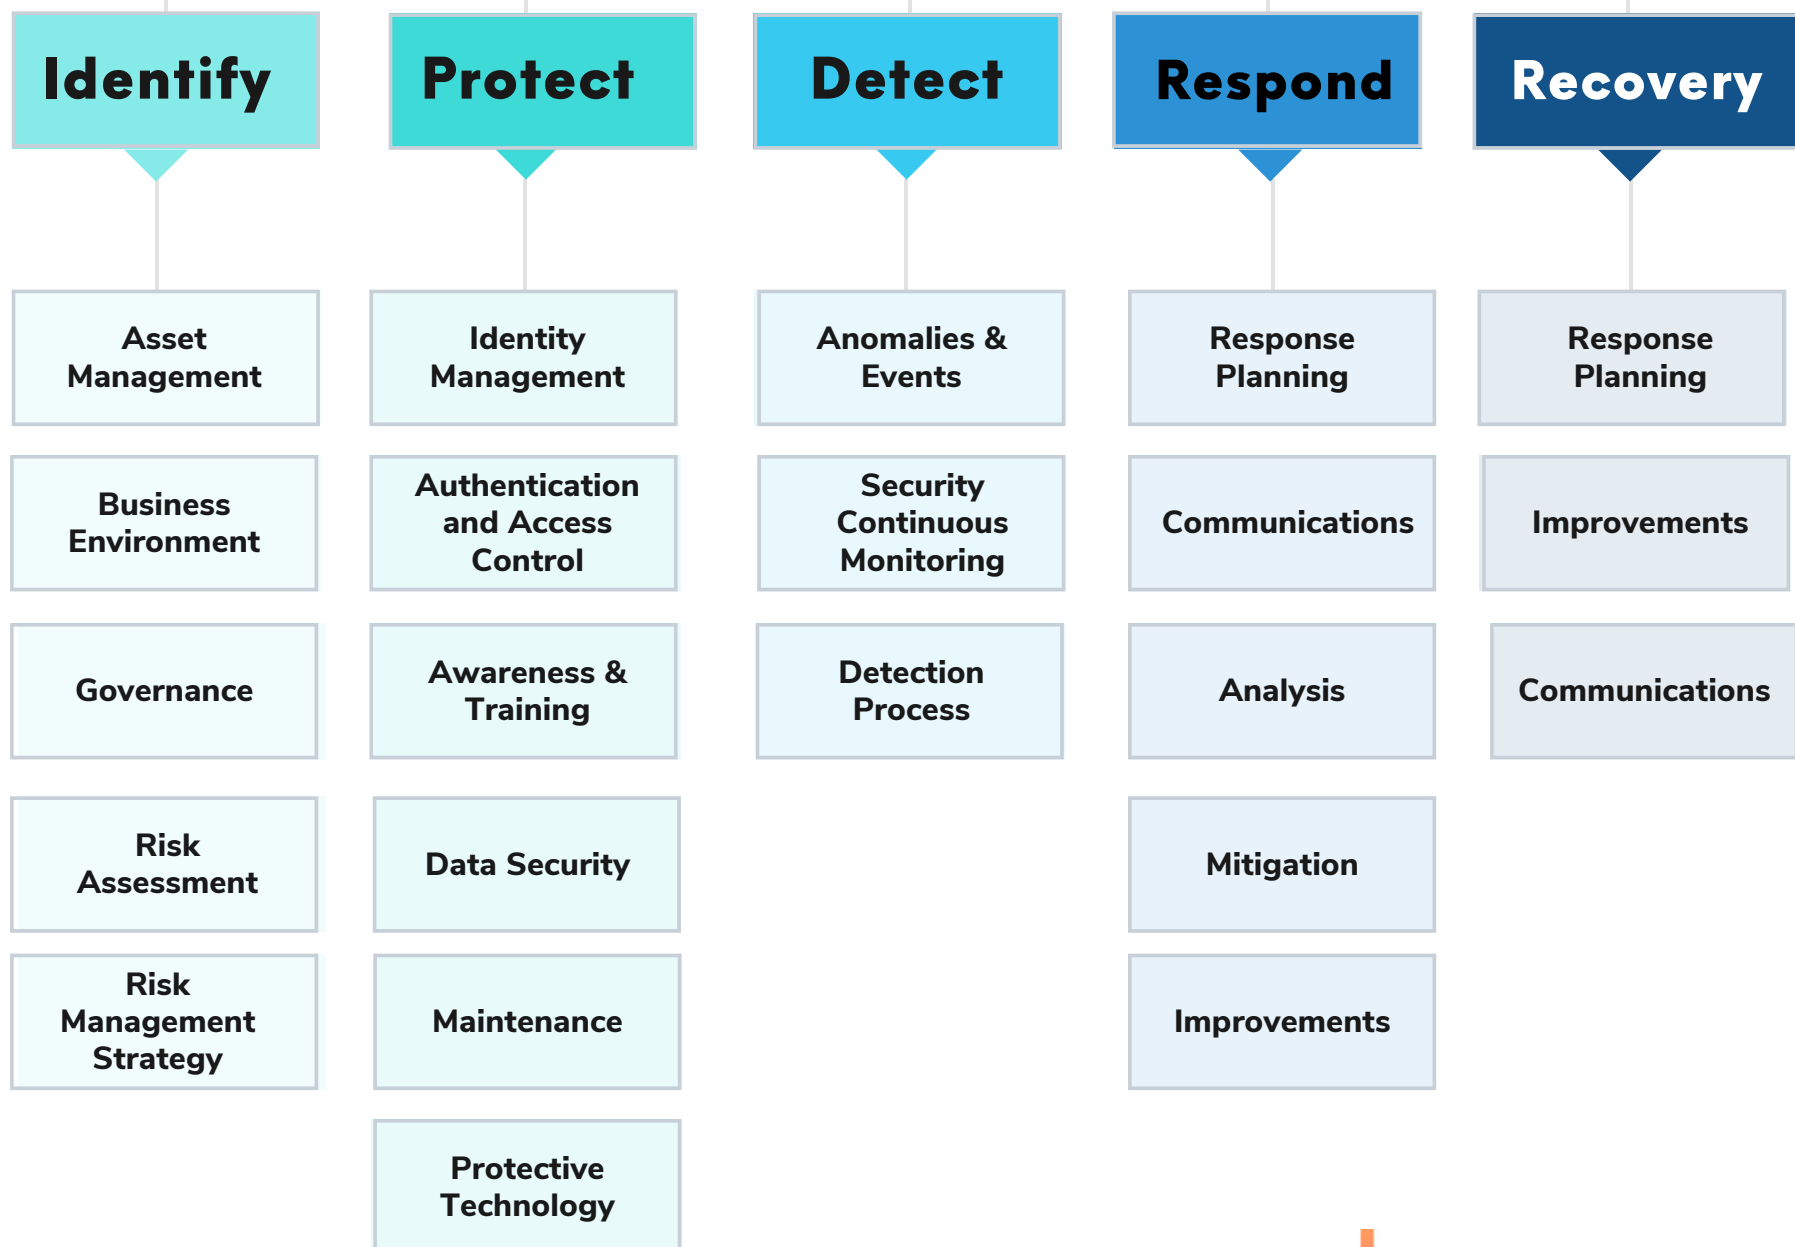 Identify
Protect
Detect
Respond
Recovery
Asset
Management
Identity
Management
Anomalies &
Events
Response
Planning
Response
Planning
Business
Environment
Authentication
and Access
Control
Security
Continuous
Monitoring
Communications
Improvements
Governance
Awareness &
Training
Detection
Process
Analysis
Communications
Risk
Assessment
Data Security
Mitigation
Risk
Management
Strategy
Maintenance
Improvements
Protective
Technology